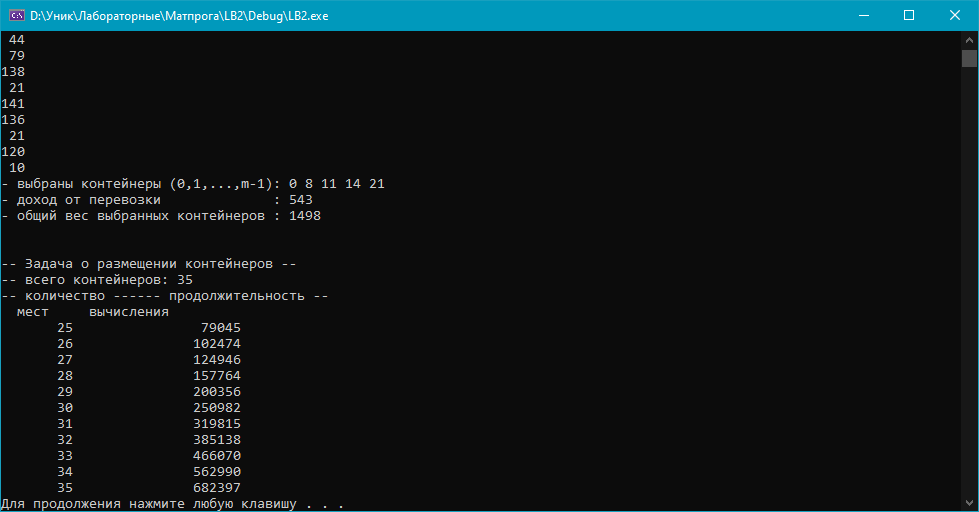 D:\Уник\Лабораторные\Матпрога\LB2\Debug\LB2.exe
44
79
138
21
141
136
21
120
10
- выбраны контейнеры (0,1,...,m-1): 0 8 11 14 21
- доход от перевозки : 543
- общий вес выбранных контейнеров : 1498
-- Задача о размещении контейнеров --
-- всего контейнеров: 35
-- количество ------ продолжительность --
мест вычисления
25 79045
26 102474
27 124946
28 157764
29 200356
30 250982
31 319815
32 385138
33 466070
34 562990
35 682397
Для продолжения нажмите любую клавишу . . .